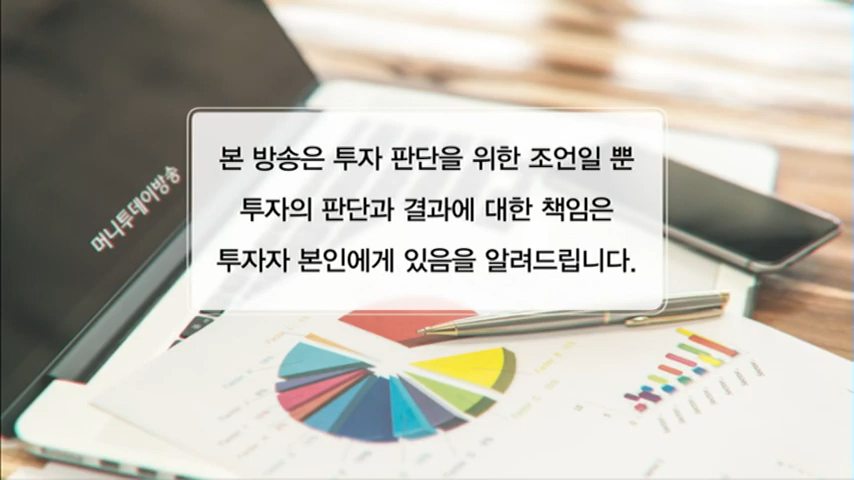 본 방송은 투자 판단을 위한 조언일 뿐
투자의 판단과 결과에 대한 책임은
투자자 본인에게 있음을 알려드립니다.
머니투데이방송